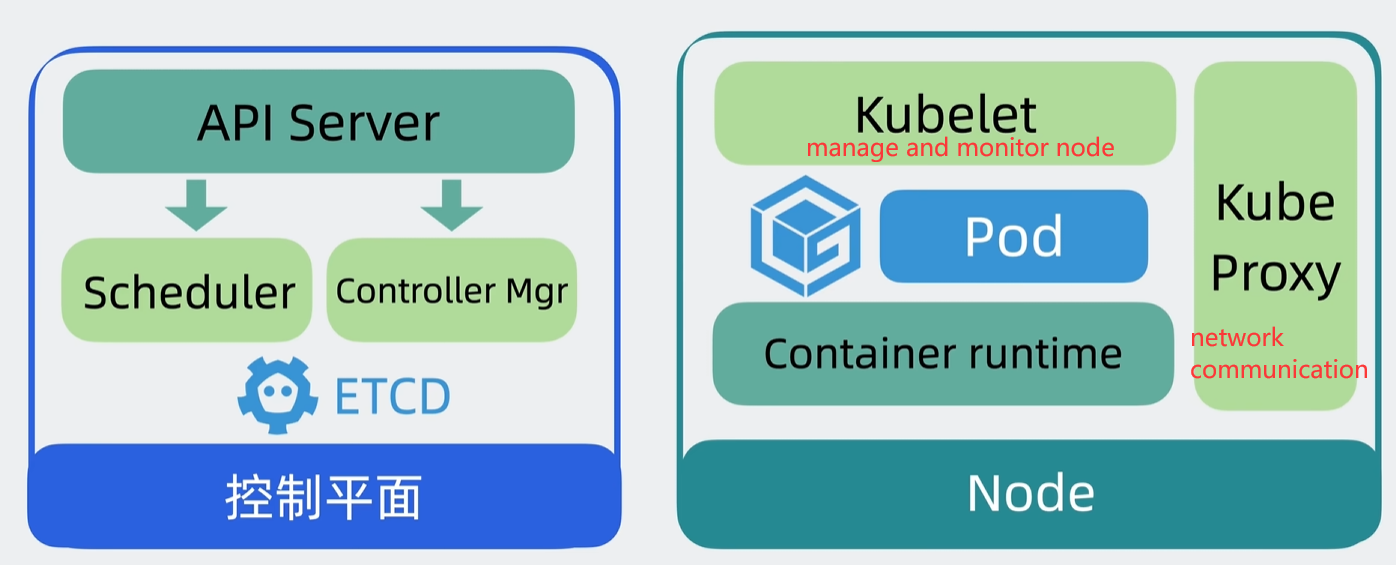 API Server
Scheduler
Controller Mgr
ETCD
控制平面
Kubelet
manage and monitor node
Pod
Container runtime
Kube
Proxy
network
communication
Node